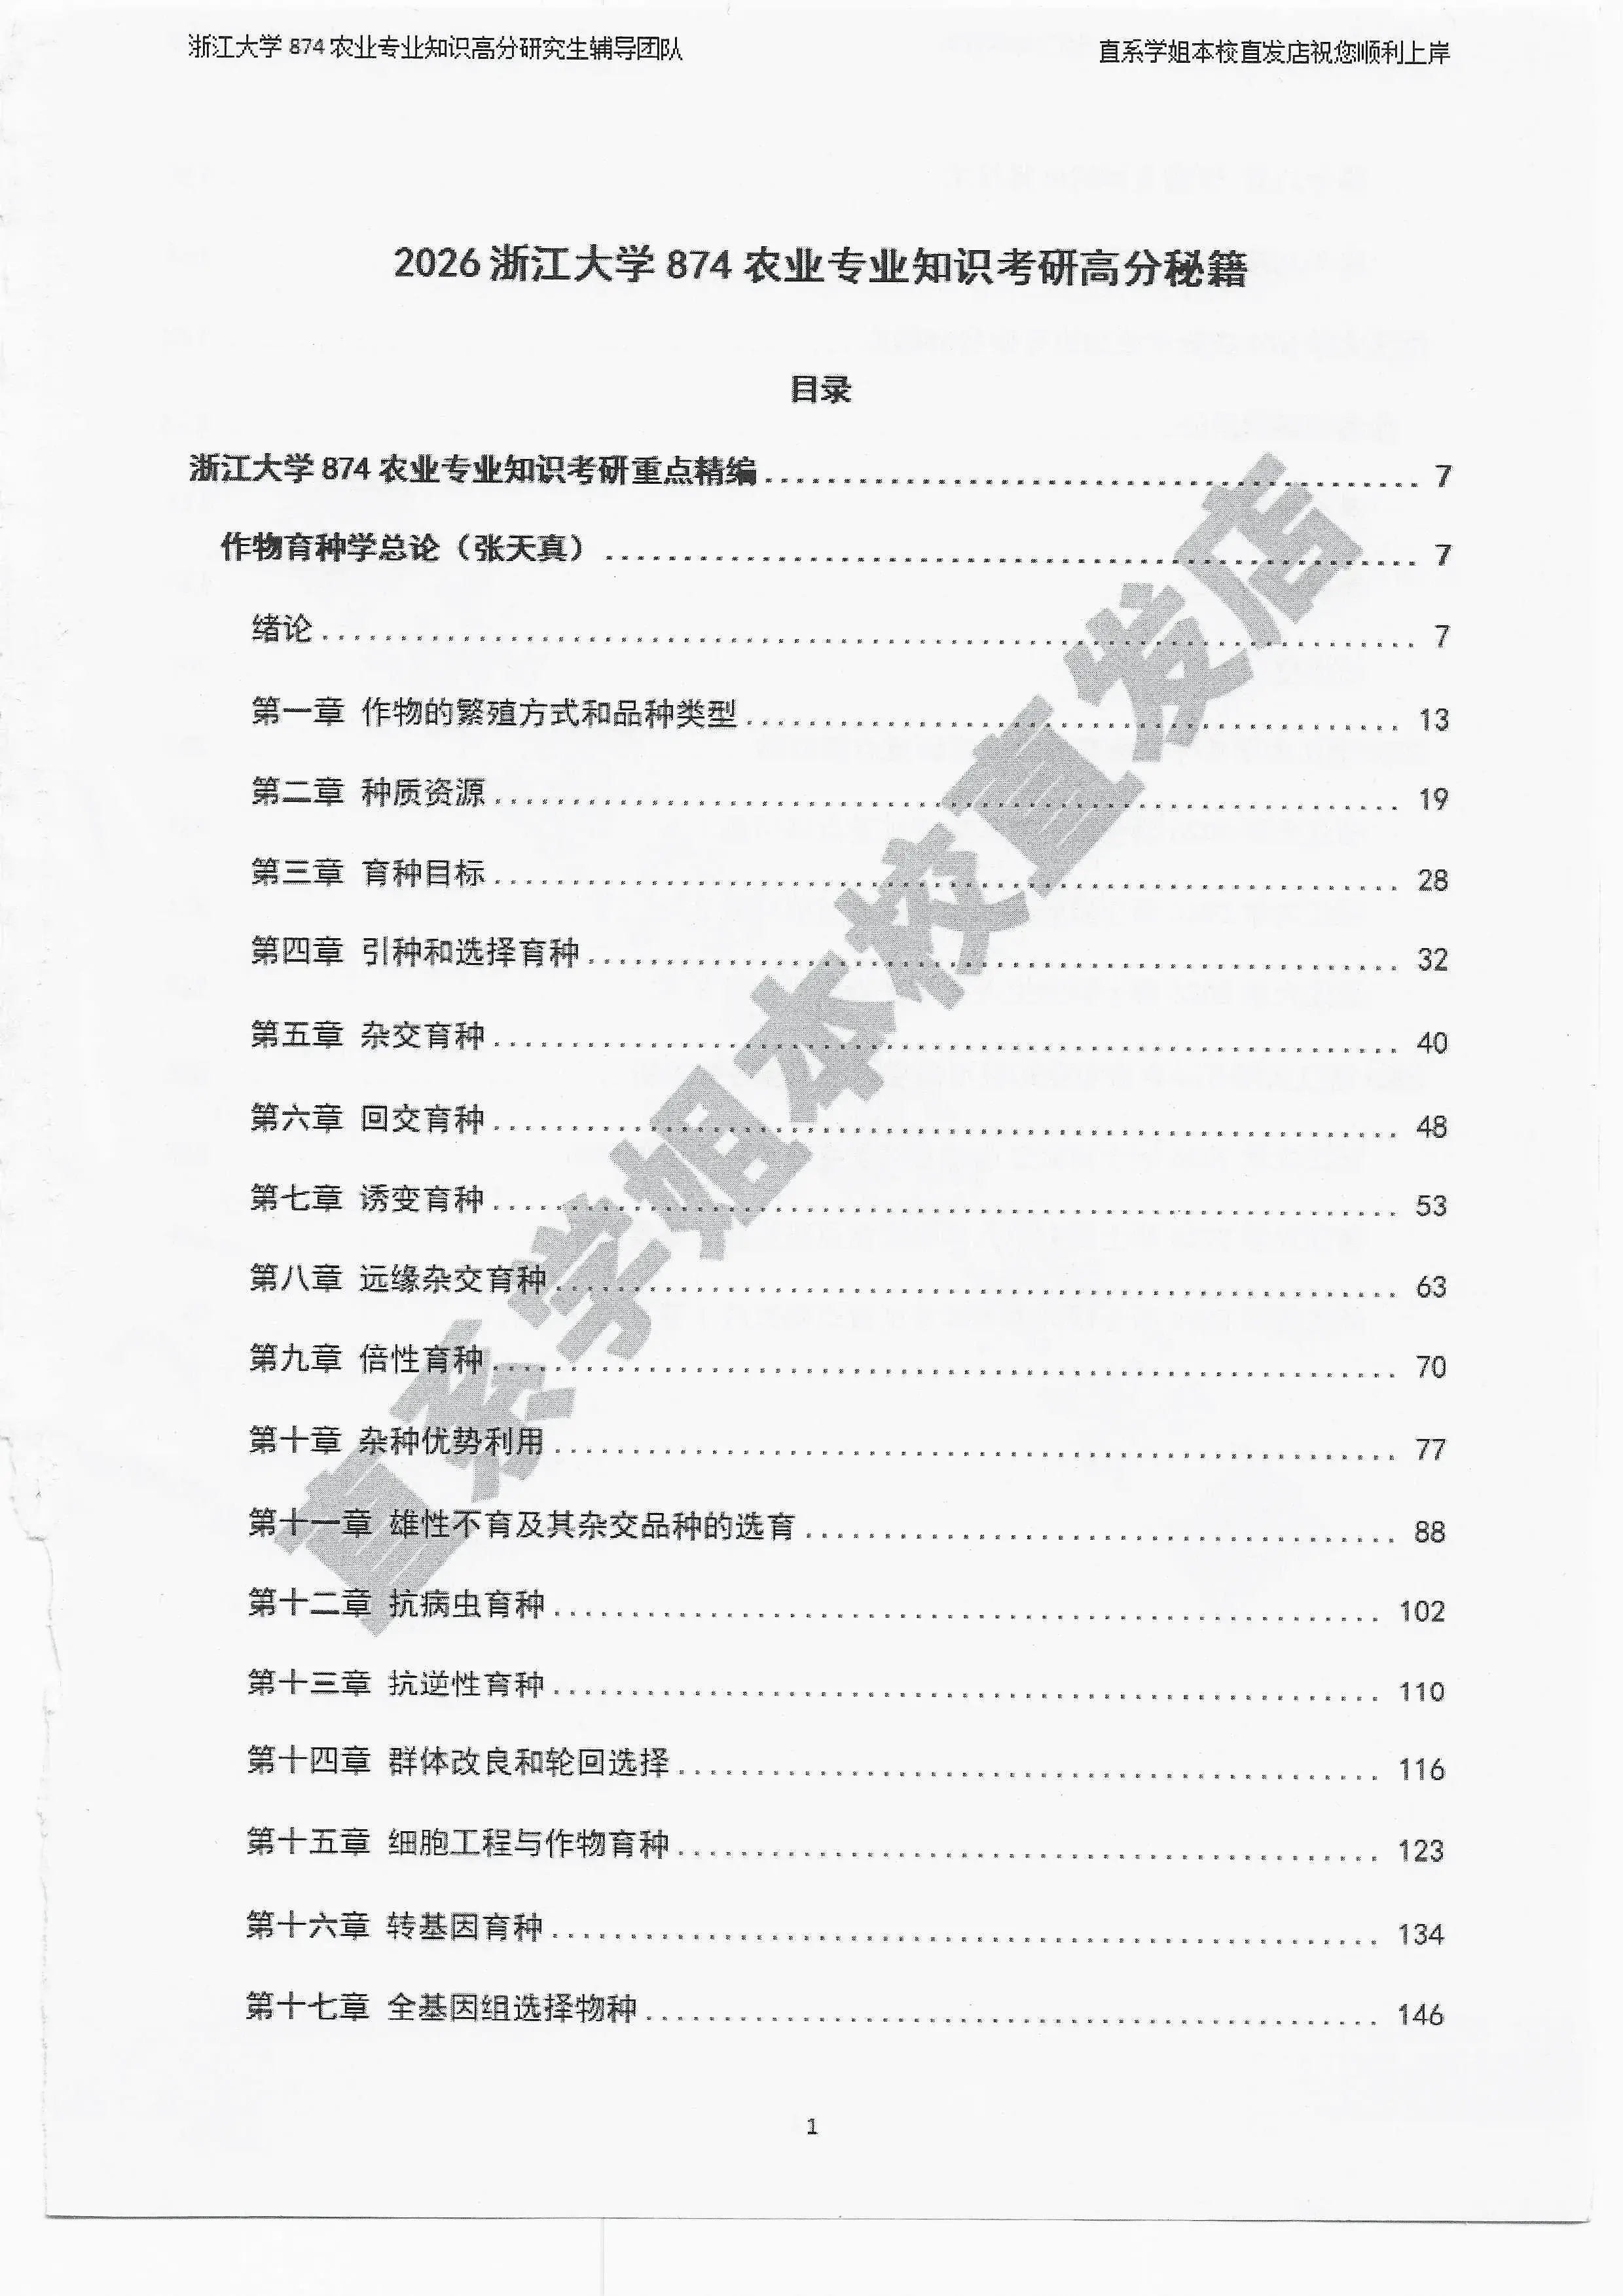 浙江大学 874 农业专业知识高分研究生辅导团队
直系学姐本校直发店祝您顺利上岸
2026 浙江大学 874 农业专业知识考研高分秘籍
目录
浙江大学 874 农业专业知识考研重点精编 7
作物育种学总论（张天真） 7
绪论 7
第一章 作物的繁殖方式和品种类型 13
第二章 种质资源 19
第三章 育种目标 28
第四章 引种和选择育种 32
第五章 杂交育种 40
第六章 回交育种 48
第七章 诱变育种 53
第八章 远缘杂交育种 63
第九章 倍性育种 70
第十章 杂种优势利用 77
第十一章 雄性不育及其杂交品种的选育 88
第十二章 抗病虫育种 102
第十三章 抗逆性育种 110
第十四章 群体改良和轮回选择 116
第十五章 细胞工程与作物育种 123
第十六章 转基因育种 134
第十七章 全基因组选择物种 146
1
直系学姐本校直发店